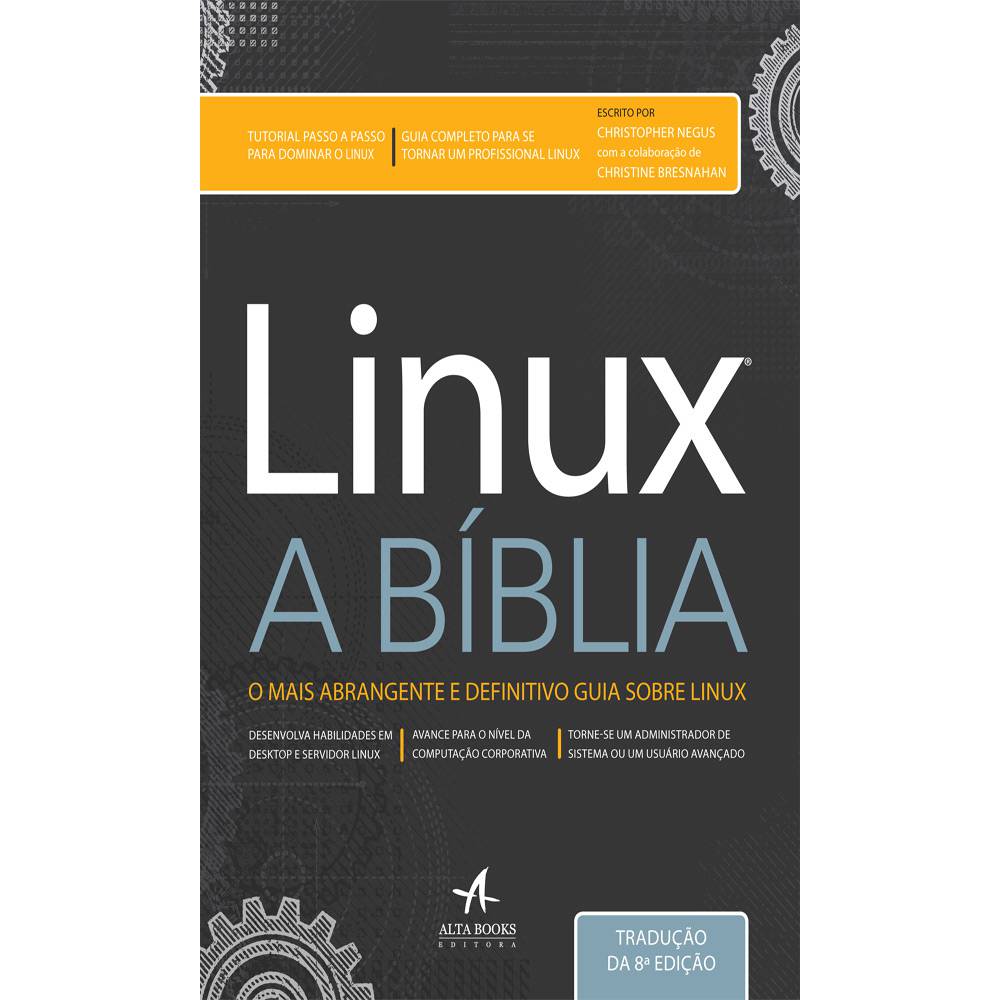 TUTORIAL PASSO A PASSO
PARA DOMINAR O LINUX
GUIA COMPLETO PARA SE
TORNAR UM PROFISSIONAL LINUX
ESCRITO POR
CHRISTOPHER NEGUS
com a colaboração de
CHRISTINE BRESNAHAN
Linux®
A BÍBLIA
O MAIS ABRANGENTE E DEFINITIVO GUIA SOBRE LINUX
DESENVOLVA HABILIDADES EM
DESKTOP E SERVIDOR LINUX
AVANCE PARA O NÍVEL DA
COMPUTAÇÃO CORPORATIVA
TORNE-SE UM ADMINISTRADOR DE
SISTEMA OU UM USUÁRIO AVANÇADO
ALTA BOOKS
EDITORA
TRADUÇÃO
DA 8ª EDIÇÃO